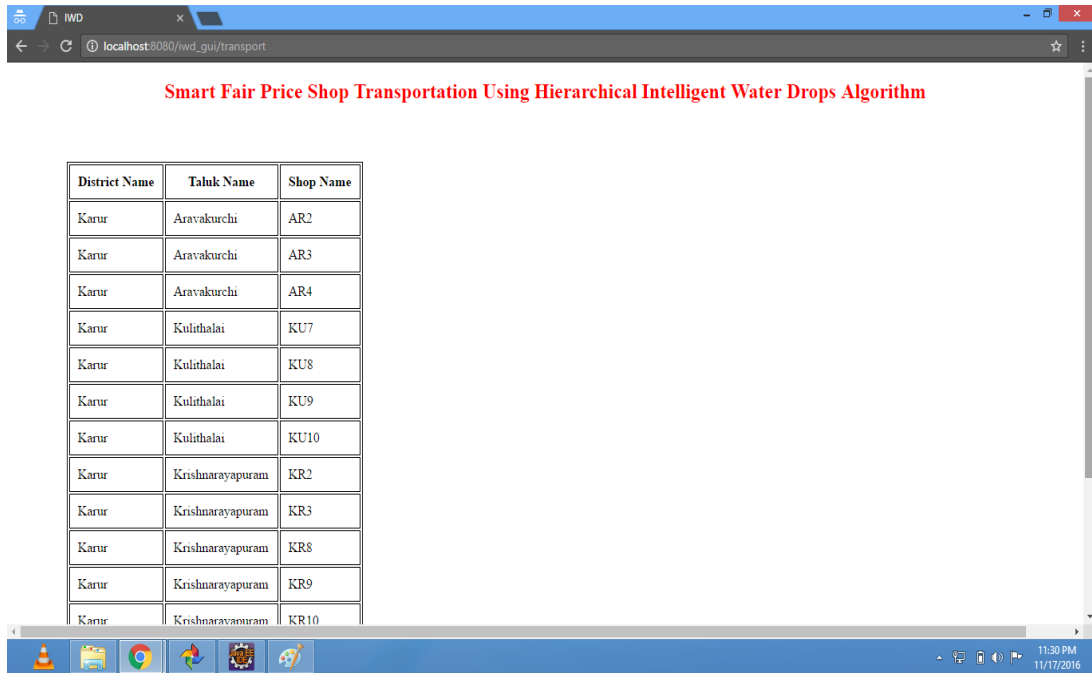 IWD
localhost:8080/iwd_gui/transport
Smart Fair Price Shop Transportation Using Hierarchical Intelligent Water Drops Algorithm
District Name Taluk Name Shop Name
Karur Aravakurchi AR2
Karur Aravakurchi AR3
Karur Aravakurchi AR4
Karur Kulithalai KU7
Karur Kulithalai KU8
Karur Kulithalai KU9
Karur Kulithalai KU10
Karur Krishnarayapuram KR2
Karur Krishnarayapuram KR3
Karur Krishnarayapuram KR8
Karur Krishnarayapuram KR9
Karur Krishnarayapuram KR10
11:30 PM
11/17/2016